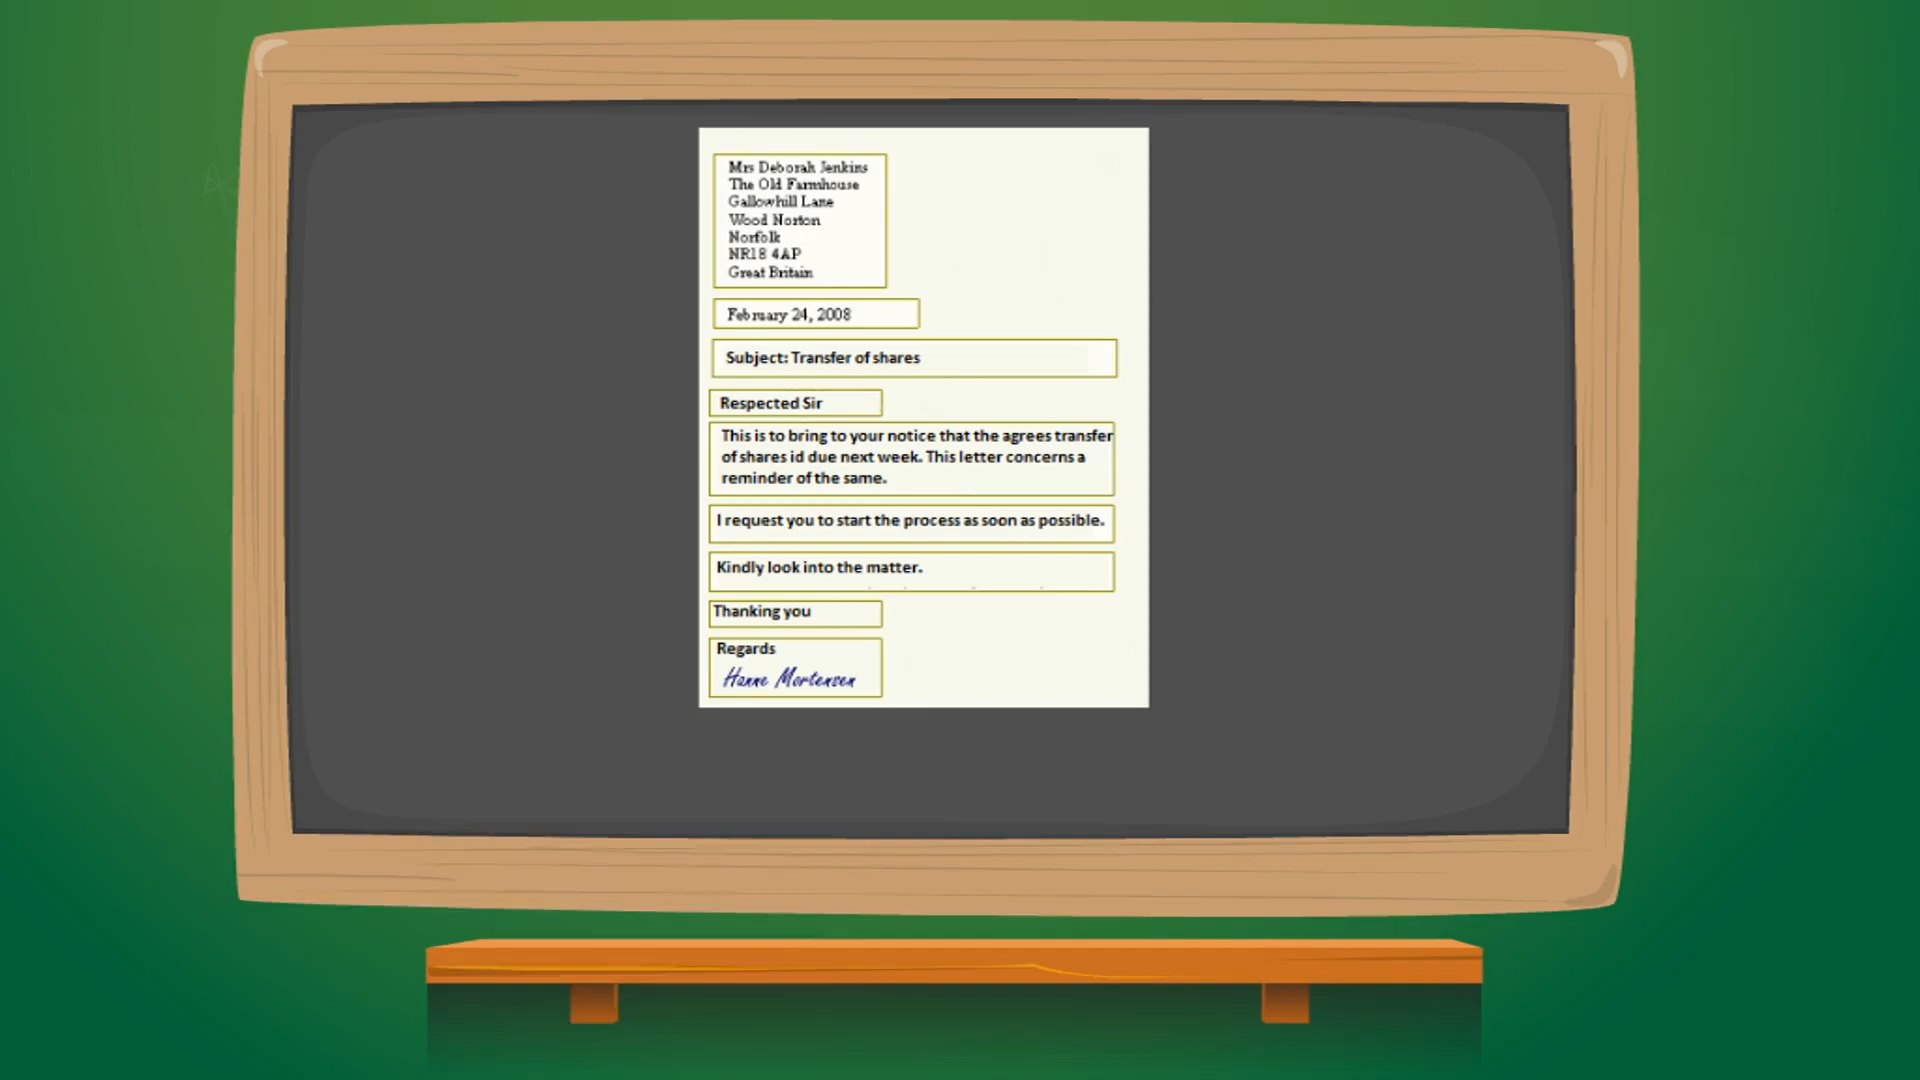 Mrs Deborah Jenkins
The Old Farmhouse
Gallowhill Lane
Wood Norton
Norfolk
NR18 4AP
Great Britain
February 24, 2008
Subject: Transfer of shares
Respected Sir
This is to bring to your notice that the agrees transfer
of shares id due next week. This letter concerns a
reminder of the same.
I request you to start the process as soon as possible.
Kindly look into the matter.
Thanking you
Regards
Hanne Mortensen